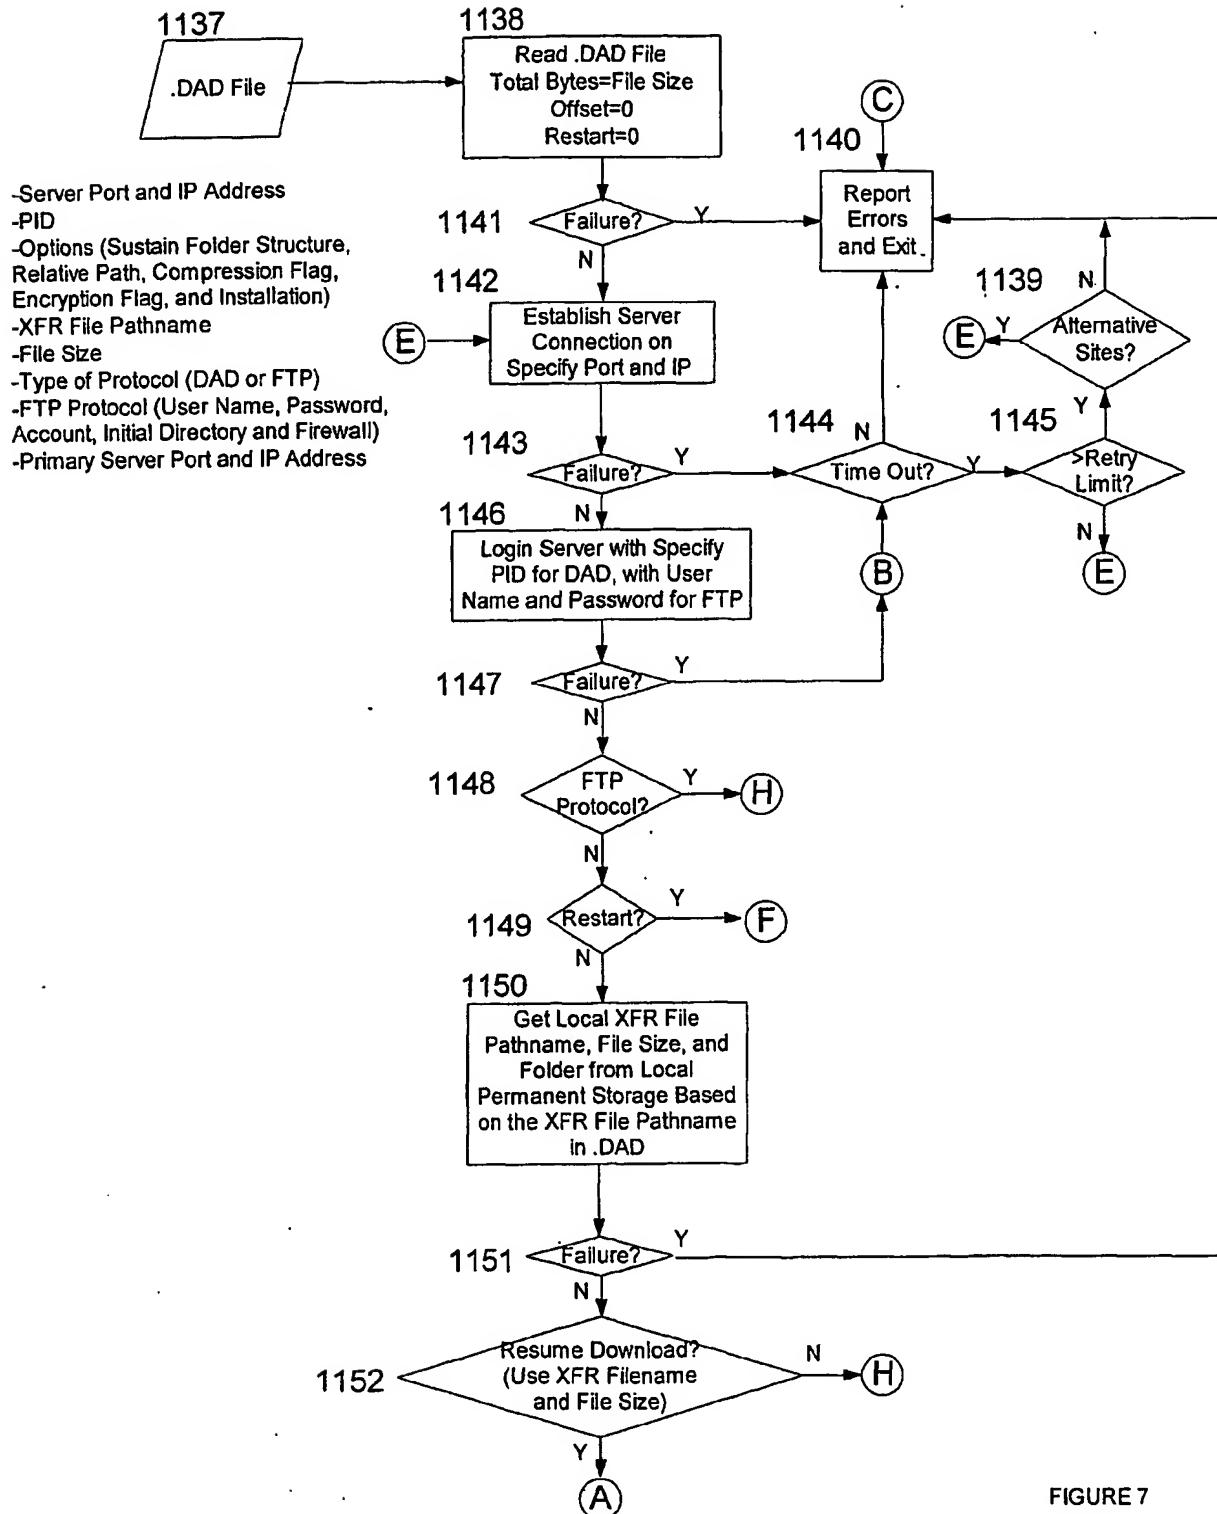 1137
.DAD File
1138
Read .DAD File
Total Bytes=File Size
Offset=0
Restart=0
C
1140
Report
Errors
and Exit
-Server Port and IP Address
-PID
-Options (Sustain Folder Structure,
Relative Path, Compression Flag,
Encryption Flag, and Installation)
-XFR File Pathname
-File Size
-Type of Protocol (DAD or FTP)
-FTP Protocol (User Name, Password,
Account, Initial Directory and Firewall)
-Primary Server Port and IP Address
1141
Failure?
Y
N
1142
E
Establish Server
Connection on
Specify Port and IP
1139
N
Alternative
Sites?
Y
E
1143
Failure?
Y
N
1144
N
Time Out?
Y
1145
Y
>Retry
Limit?
N
E
1146
Login Server with Specify
PID for DAD, with User
Name and Password for FTP
B
1147
Failure?
Y
N
1148
FTP
Protocol?
Y
H
N
1149
Restart?
Y
F
N
1150
Get Local XFR File
Pathname, File Size, and
Folder from Local
Permanent Storage Based
on the XFR File Pathname
in .DAD
1151
Failure?
Y
N
1152
Resume Download?
(Use XFR Filename
and File Size)
N
H
Y
A
FIGURE 7